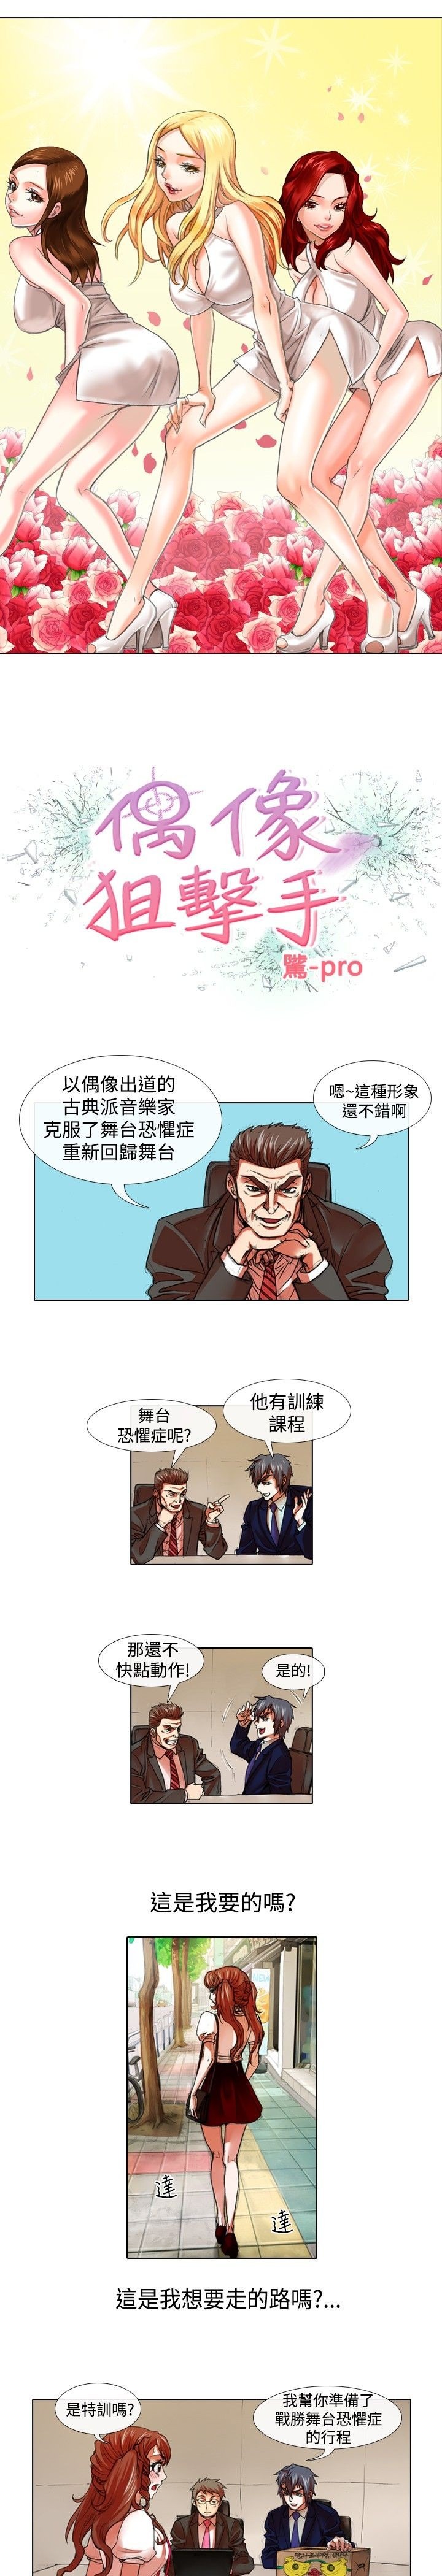 偶像
狙擊手
鷟-pro
以偶像出道的
古典派音樂家
克服了舞台恐懼症
重新回歸舞台
嗯~這種形象
還不錯啊
舞台
恐懼症呢?
他有訓練
課程
那還不
快點動作!
是的!
這是我要的嗎?
達
達
這是我想要走的路嗎?...
是特訓嗎?
我幫你準備了
戰勝舞台恐懼症
的行程